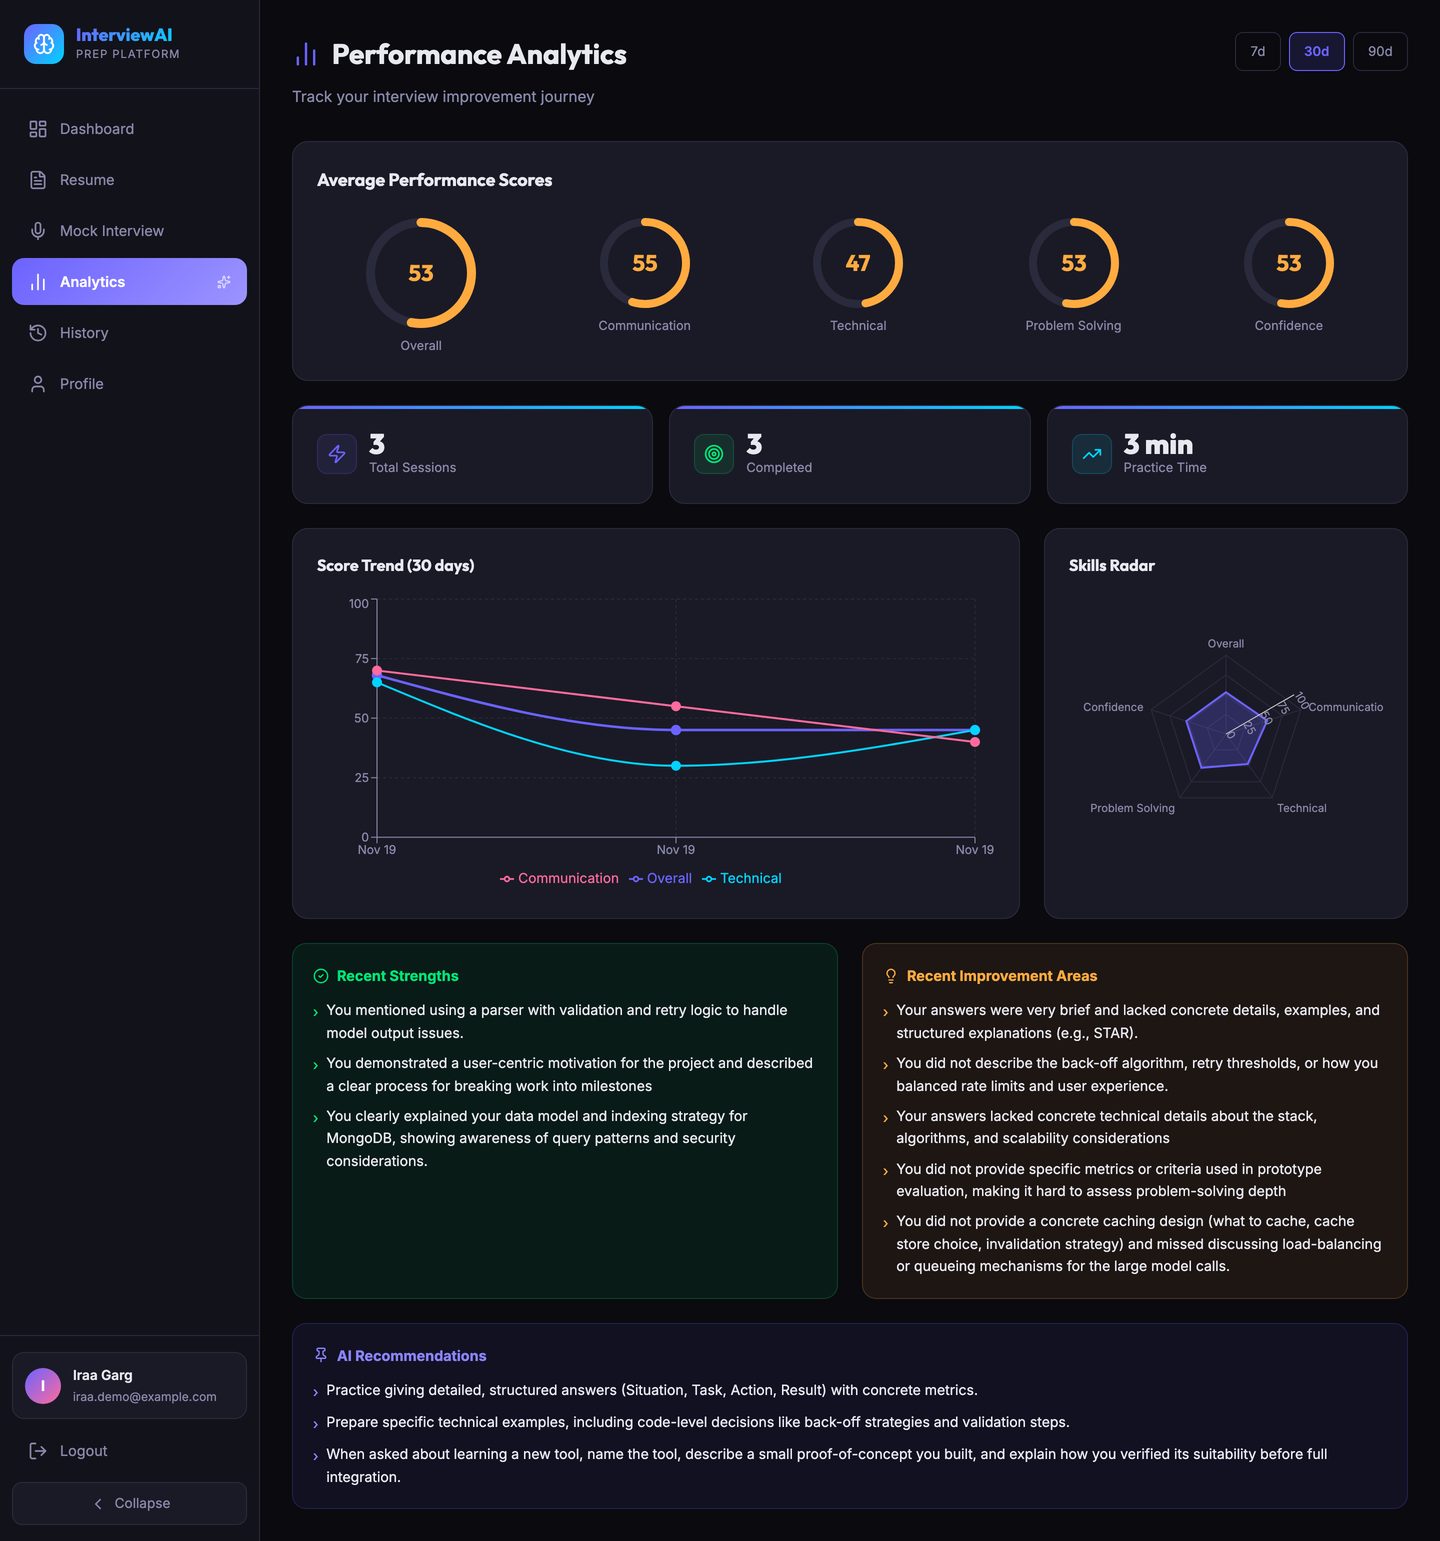 InterviewAI
PREP PLATFORM
Dashboard
Resume
Mock Interview
Analytics
History
Profile
Iraa Garg
I
iraa.demo@example.com
Logout
Collapse
Performance Analytics
Track your interview improvement journey
7d
30d
90d
Average Performance Scores
53
Overall
55
Communication
47
Technical
53
Problem Solving
53
Confidence
3
Total Sessions
3
Completed
3 min
Practice Time
Score Trend (30 days)
100
75
50
25
0
Nov 19
Nov 19
Nov 19
Communication
Overall
Technical
Skills Radar
Overall
Communicatio
Technical
Problem Solving
Confidence
0
25
50
75
100
Recent Strengths
You mentioned using a parser with validation and retry logic to handle
model output issues.
You demonstrated a user-centric motivation for the project and described
a clear process for breaking work into milestones
You clearly explained your data model and indexing strategy for
MongoDB, showing awareness of query patterns and security
considerations.
Recent Improvement Areas
Your answers were very brief and lacked concrete details, examples, and
structured explanations (e.g., STAR).
You did not describe the back-off algorithm, retry thresholds, or how you
balanced rate limits and user experience.
Your answers lacked concrete technical details about the stack,
algorithms, and scalability considerations
You did not provide specific metrics or criteria used in prototype
evaluation, making it hard to assess problem-solving depth
You did not provide a concrete caching design (what to cache, cache
store choice, invalidation strategy) and missed discussing load-balancing
or queueing mechanisms for the large model calls.
AI Recommendations
Practice giving detailed, structured answers (Situation, Task, Action, Result) with concrete metrics.
Prepare specific technical examples, including code-level decisions like back-off strategies and validation steps.
When asked about learning a new tool, name the tool, describe a small proof-of-concept you built, and explain how you verified its suitability before full
integration.